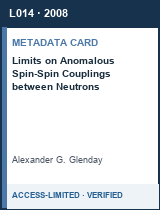 L014 · 2008
METADATA CARD
Limits on Anomalous
Spin-Spin Couplings
between Neutrons
Alexander G. Glenday
ACCESS-LIMITED · VERIFIED